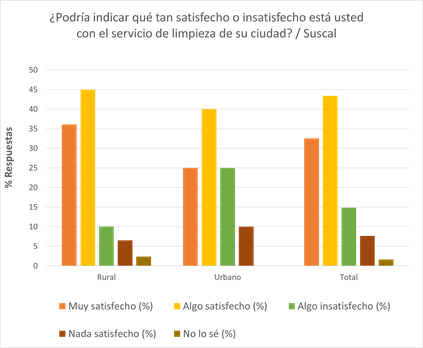 ¿Podría indicar qué tan satisfecho o insatisfecho está usted
con el servicio de limpieza de su ciudad? / Suscal
% Respuestas
50
45
40
35
30
25
20
15
10
5
0
Rural
Urbano
Total
Muy satisfecho (%)
Algo satisfecho (%)
Algo insatisfecho (%)
Nada satisfecho (%)
No lo sé (%)